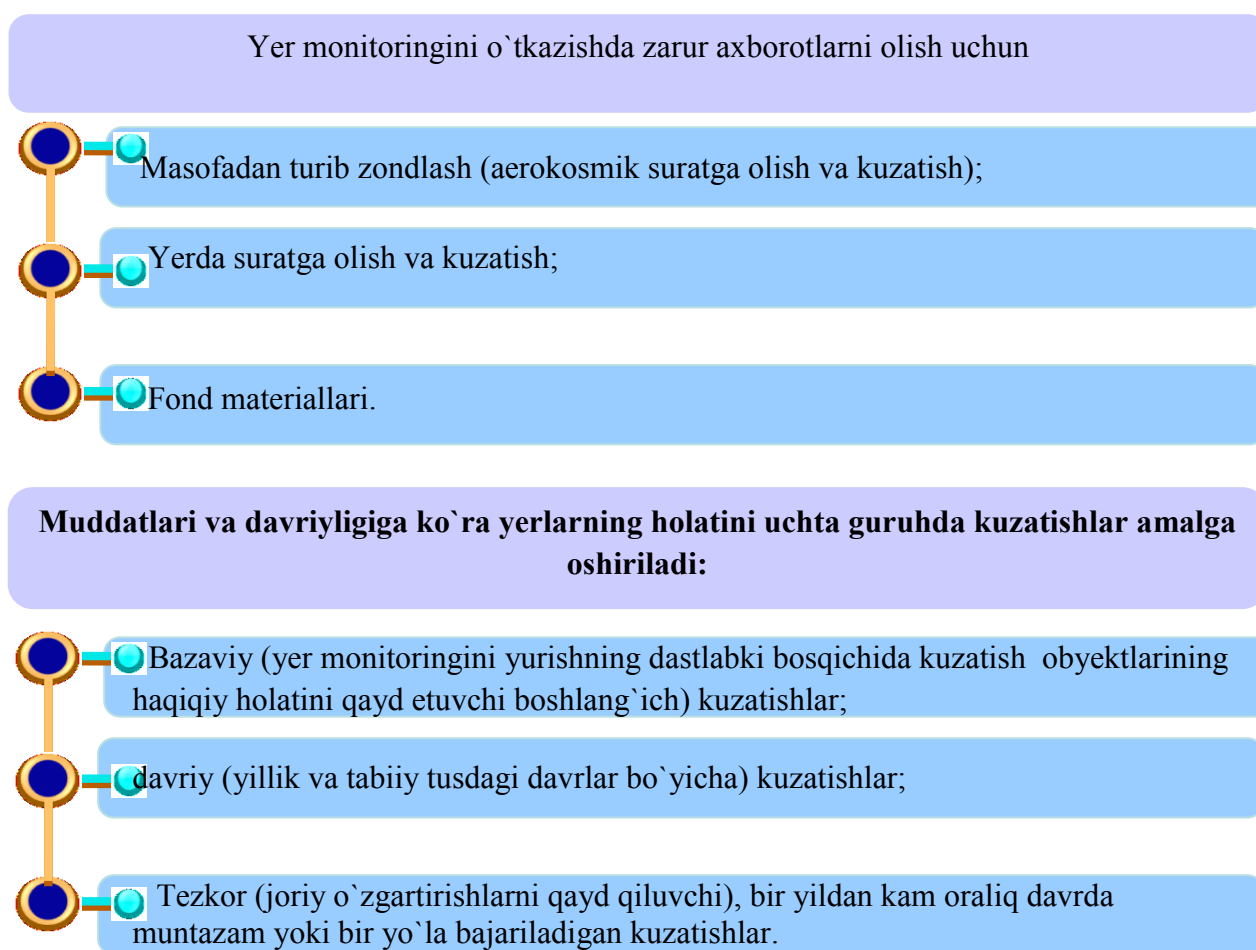 Yer monitoringini o`tkazishda zarur axborotlarni olish uchun
Masofadan turib zondlash (aerokosmik suratga olish va kuzatish);
Yerda suratga olish va kuzatish;
Fond materiallari.
Muddatlari va davriyligiga ko`ra yerlarning holatini uchta guruhda kuzatishlar amalga
oshiriladi:
Bazaviy (yer monitoringini yurishning dastlabki bosqichida kuzatish obyektlarining
haqiqiy holatini qayd etuvchi boshlang`ich) kuzatishlar;
davriy (yillik va tabiiy tusdagi davrlar bo`yicha) kuzatishlar;
Tezkor (joriy o`zgartirishlarni qayd qiluvchi), bir yildan kam oraliq davrda
muntazam yoki bir yo`la bajariladigan kuzatishlar.